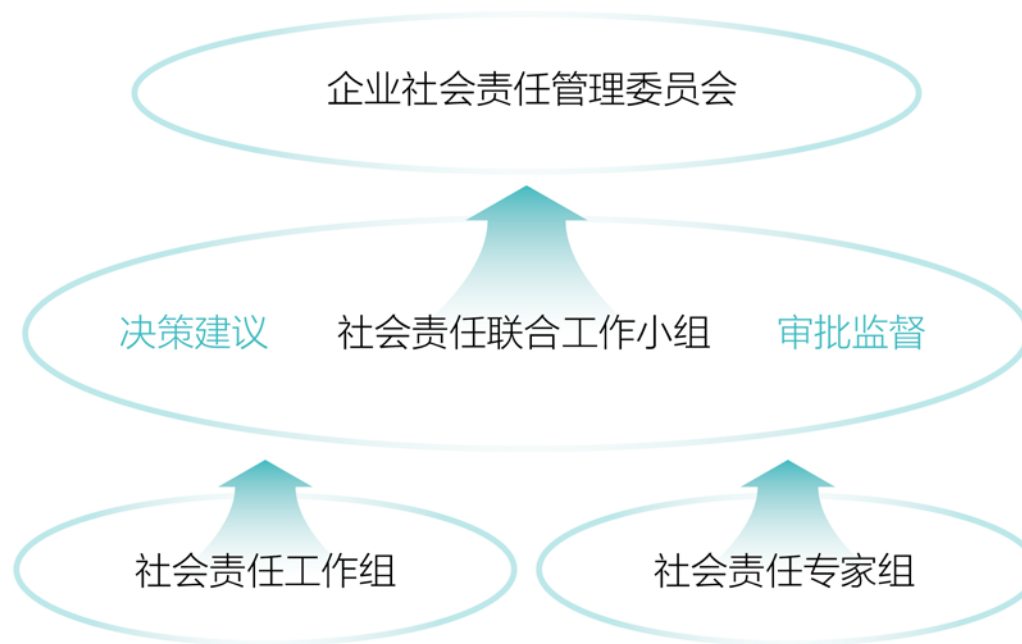 企业社会责任管理委员会
决策建议 社会责任联合工作小组 审批监督
社会责任工作组 社会责任专家组